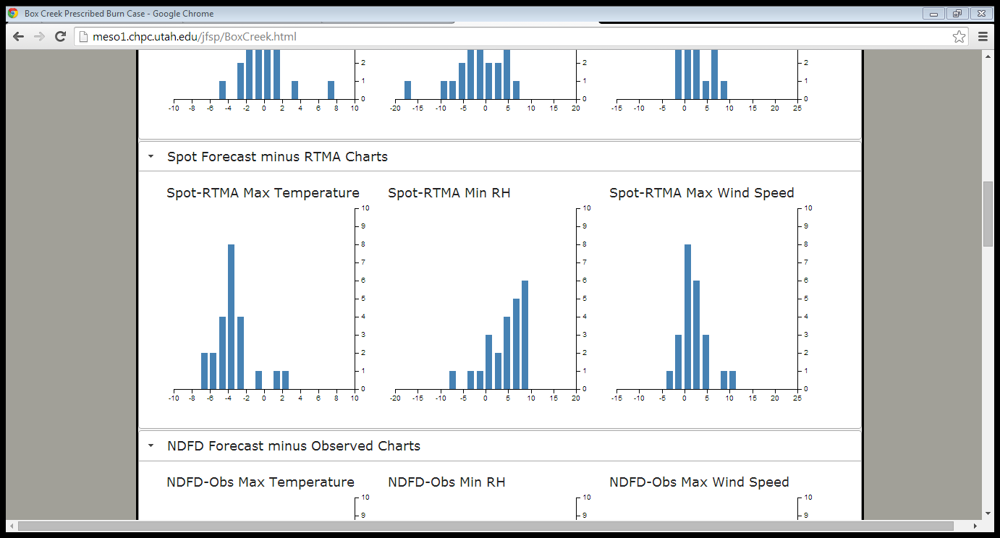 Box Creek Prescribed Burn Case - Google Chrome
meso1.chpc.utah.edu/jfsp/BoxCreek.html
2 2 2
1 1 1
0 0 0
-10 -8 -6 -4 -2 0 2 4 6 8 10 -20 -15 -10 -5 0 5 10 15 20 -15 -10 -5 0 5 10 15 20 25
Spot Forecast minus RTMA Charts
Spot-RTMA Max Temperature Spot-RTMA Min RH Spot-RTMA Max Wind Speed
10 10 10
9 9 9
8 8 8
7 7 7
6 6 6
5 5 5
4 4 4
3 3 3
2 2 2
1 1 1
0 0 0
-10 -8 -6 -4 -2 0 2 4 6 8 10 -20 -15 -10 -5 0 5 10 15 20 -15 -10 -5 0 5 10 15 20 25
NDFD Forecast minus Observed Charts
NDFD-Obs Max Temperature NDFD-Obs Min RH NDFD-Obs Max Wind Speed
10 10 10
9 9 9